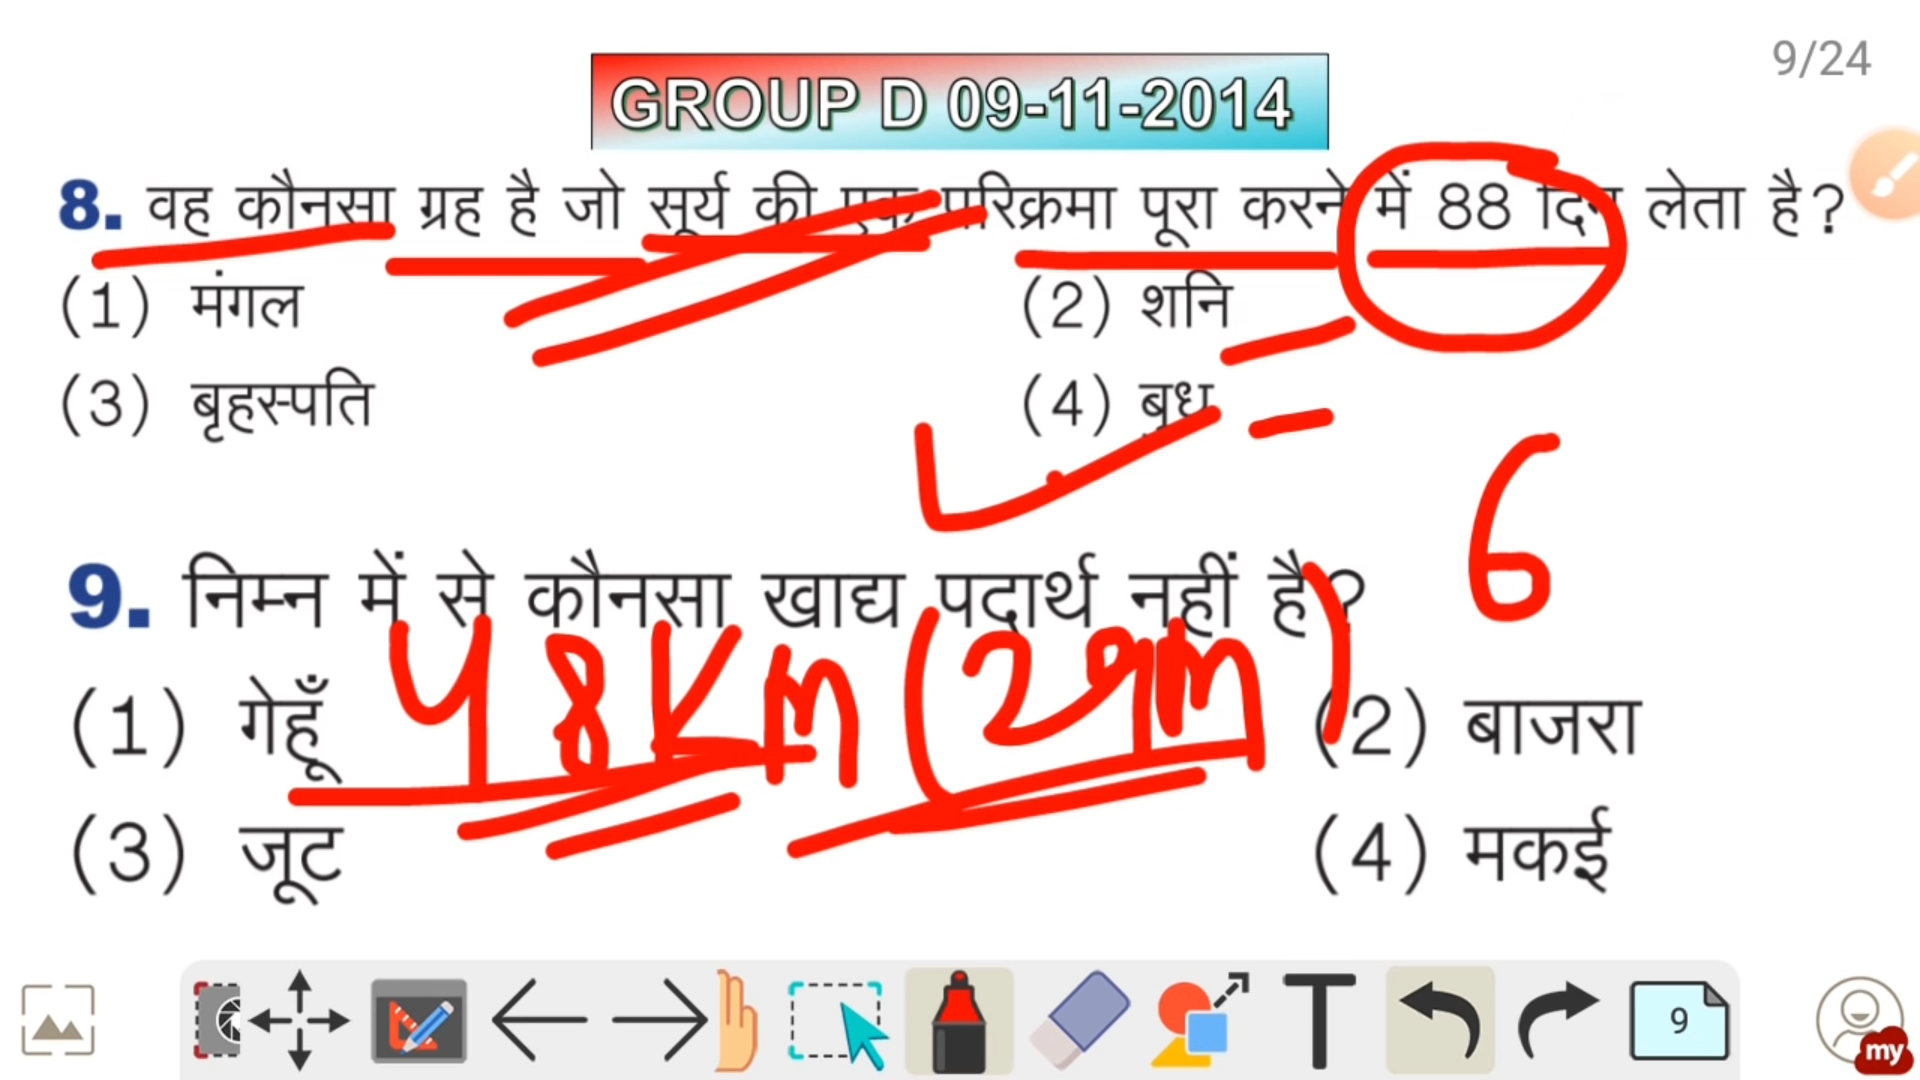 9/24
GROUP D 09-11-2014
8. वह कौनसा ग्रह है जो सूर्य की एक परिक्रमा पूरा करने में 88 दिन लेता है?
(1) मंगल (2) शनि
(3) बृहस्पति (4) बुध
6
9. निम्न में से कौनसा खाद्य पदार्थ नहीं है?
48Km (29m)
(1) गेहूँ (2) बाजरा
(3) जूट (4) मकई
T
9
my